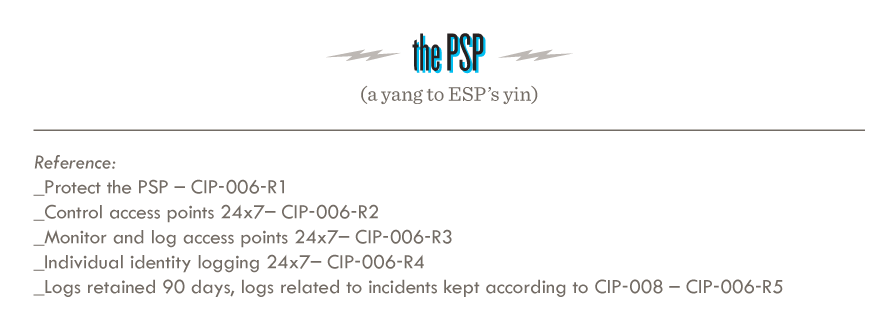 the PSP
(a yang to ESP's yin)
Reference:
_Protect the PSP – CIP-006-R1
_Control access points 24x7– CIP-006-R2
_Monitor and log access points 24x7– CIP-006-R3
_Individual identity logging 24x7– CIP-006-R4
_Logs retained 90 days, logs related to incidents kept according to CIP-008 – CIP-006-R5